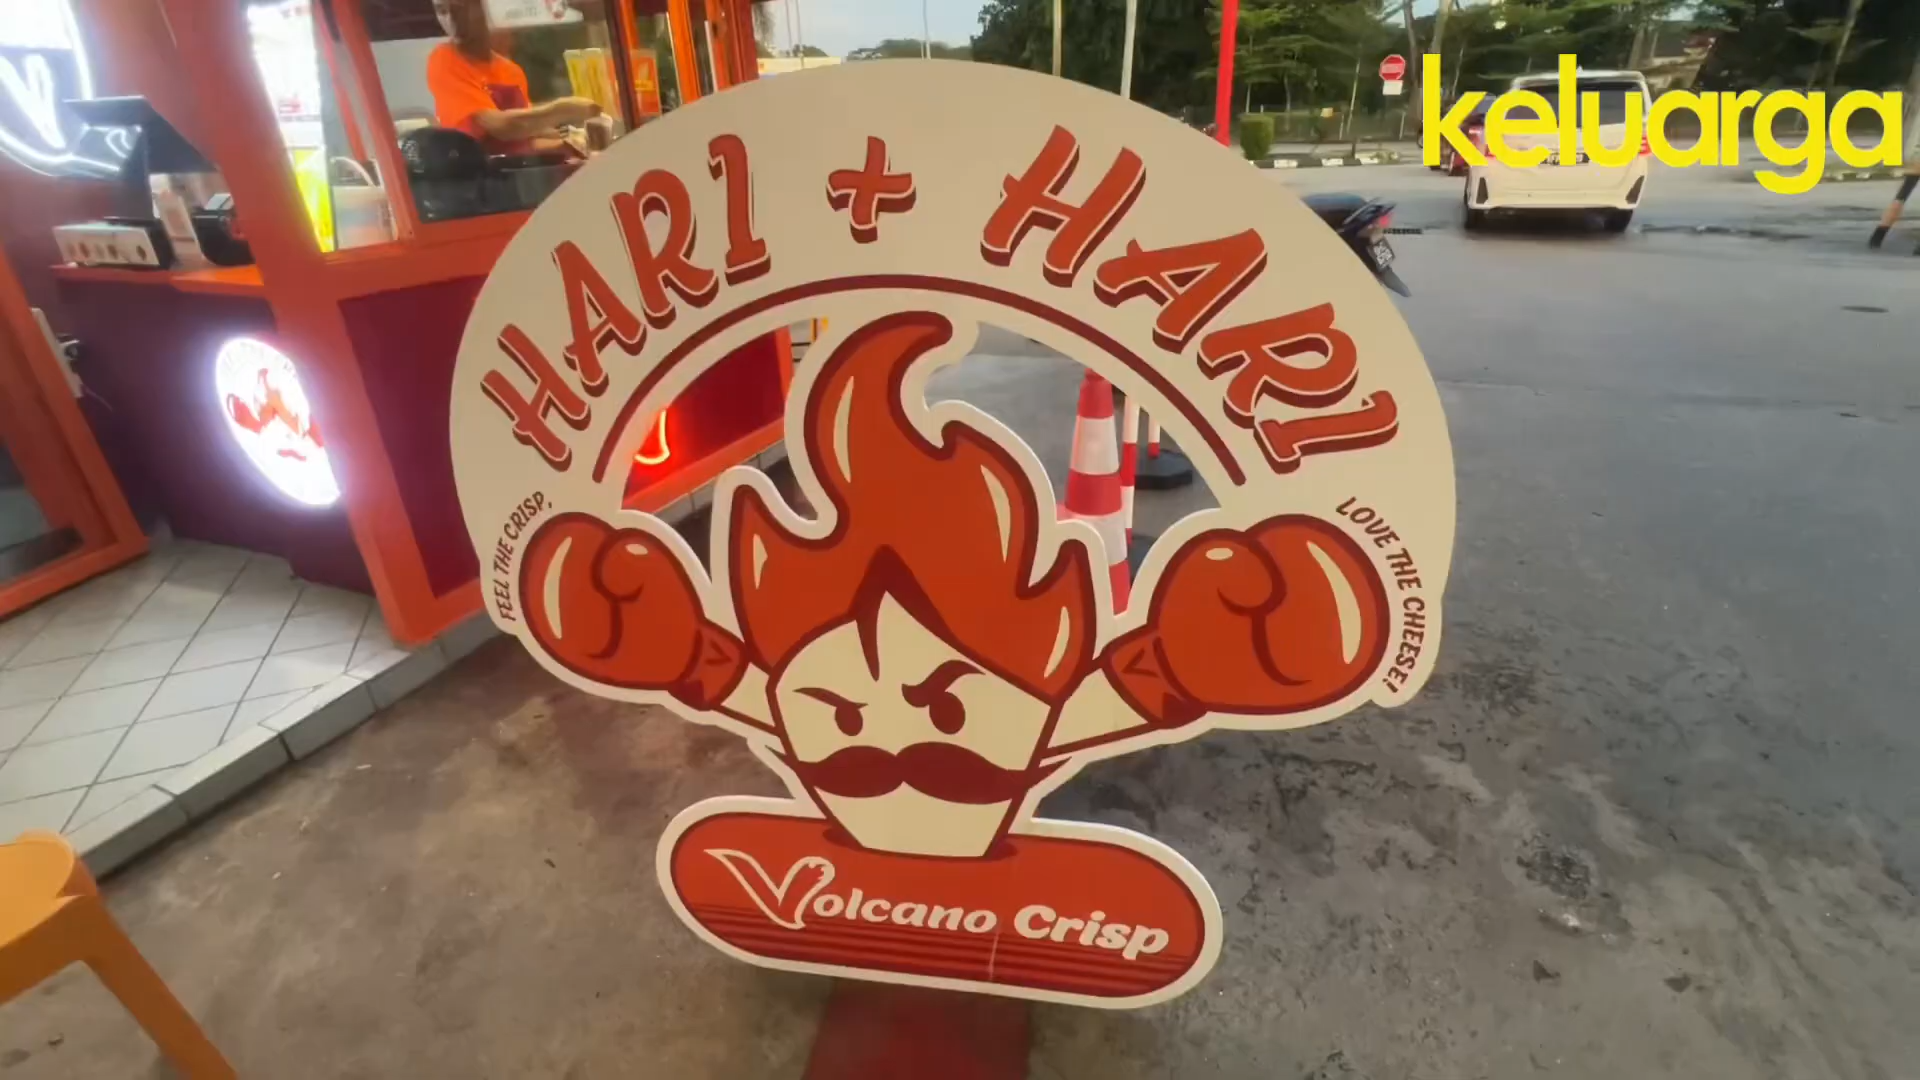 keluarga
HARI + HARI
FEEL THE CRISP,
LOVE THE CHEESE!
Volcano Crisp